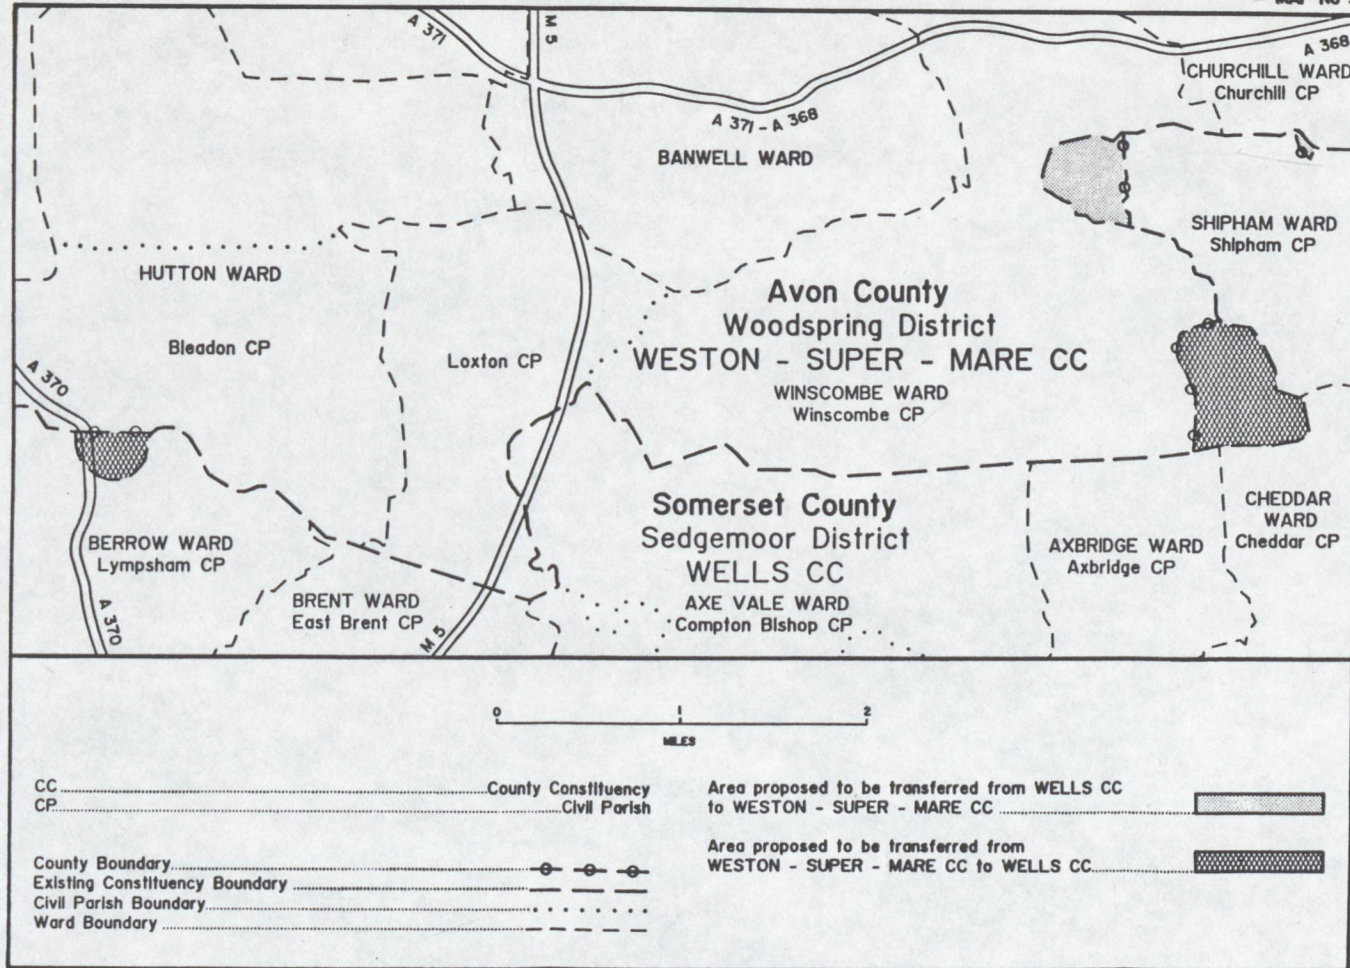 MAP No
A 371
M 5
A 368
CHURCHILL WARD
Churchill CP
A 371 - A 368
BANWELL WARD
SHIPHAM WARD
Shipham CP
HUTTON WARD
Avon County
Woodspring District
WESTON - SUPER - MARE CC
WINSCOMBE WARD
Winscombe CP
Bleadon CP
Loxton CP
A 370
Somerset County
Sedgemoor District
WELLS CC
AXE VALE WARD
Compton Bishop CP
CHEDDAR
WARD
Cheddar CP
AXBRIDGE WARD
Axbridge CP
BERROW WARD
Lympsham CP
BRENT WARD
East Brent CP
A 370
M 5
0 1 2
MILES
CC County Constituency
CP Civil Parish
County Boundary
Existing Constituency Boundary
Civil Parish Boundary
Ward Boundary
Area proposed to be transferred from WELLS CC
to WESTON - SUPER - MARE CC
Area proposed to be transferred from
WESTON - SUPER - MARE CC to WELLS CC